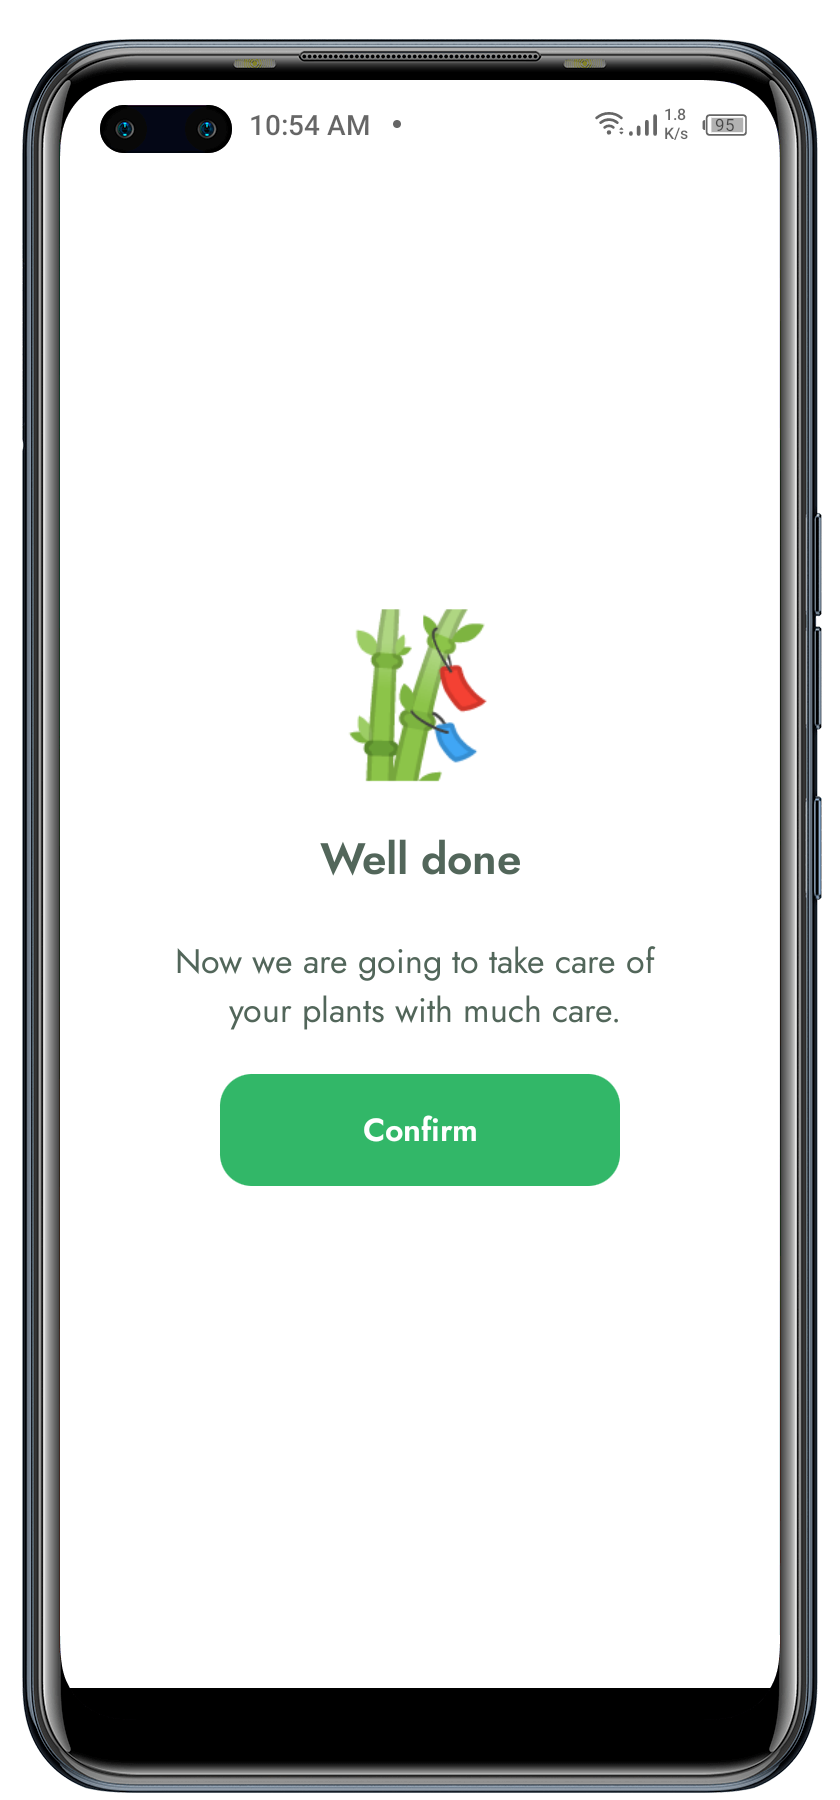 10:54 AM
1.8
K/s
95
Well done
Now we are going to take care of
your plants with much care.
Confirm